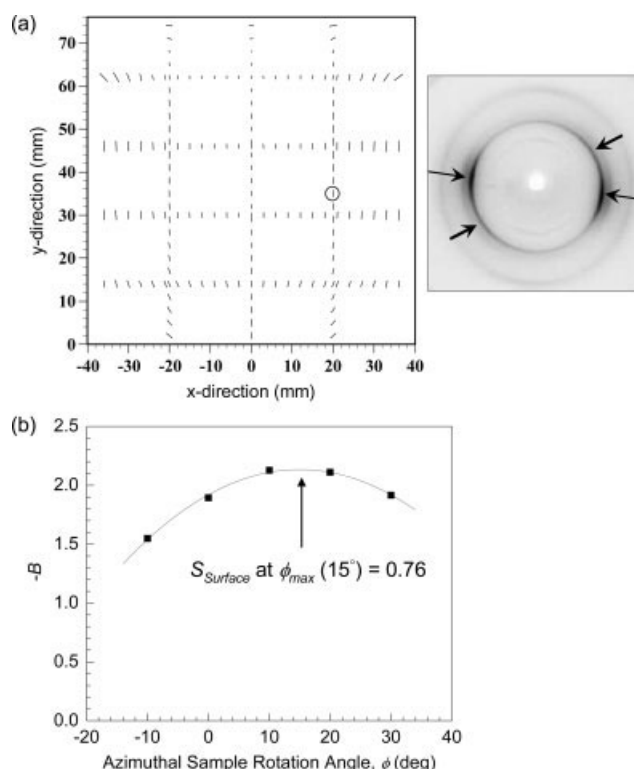 (a)
70
60
50
40
30
20
10
0
y-direction (mm)
-40 -30 -20 -10 0 10 20 30 40
x-direction (mm)
(b)
2.5
2.0
1.5
1.0
0.5
0.0
-B
S_Surface at ϕ_max (15°) = 0.76
-20 -10 0 10 20 30 40
Azimuthal Sample Rotation Angle, ϕ (deg)